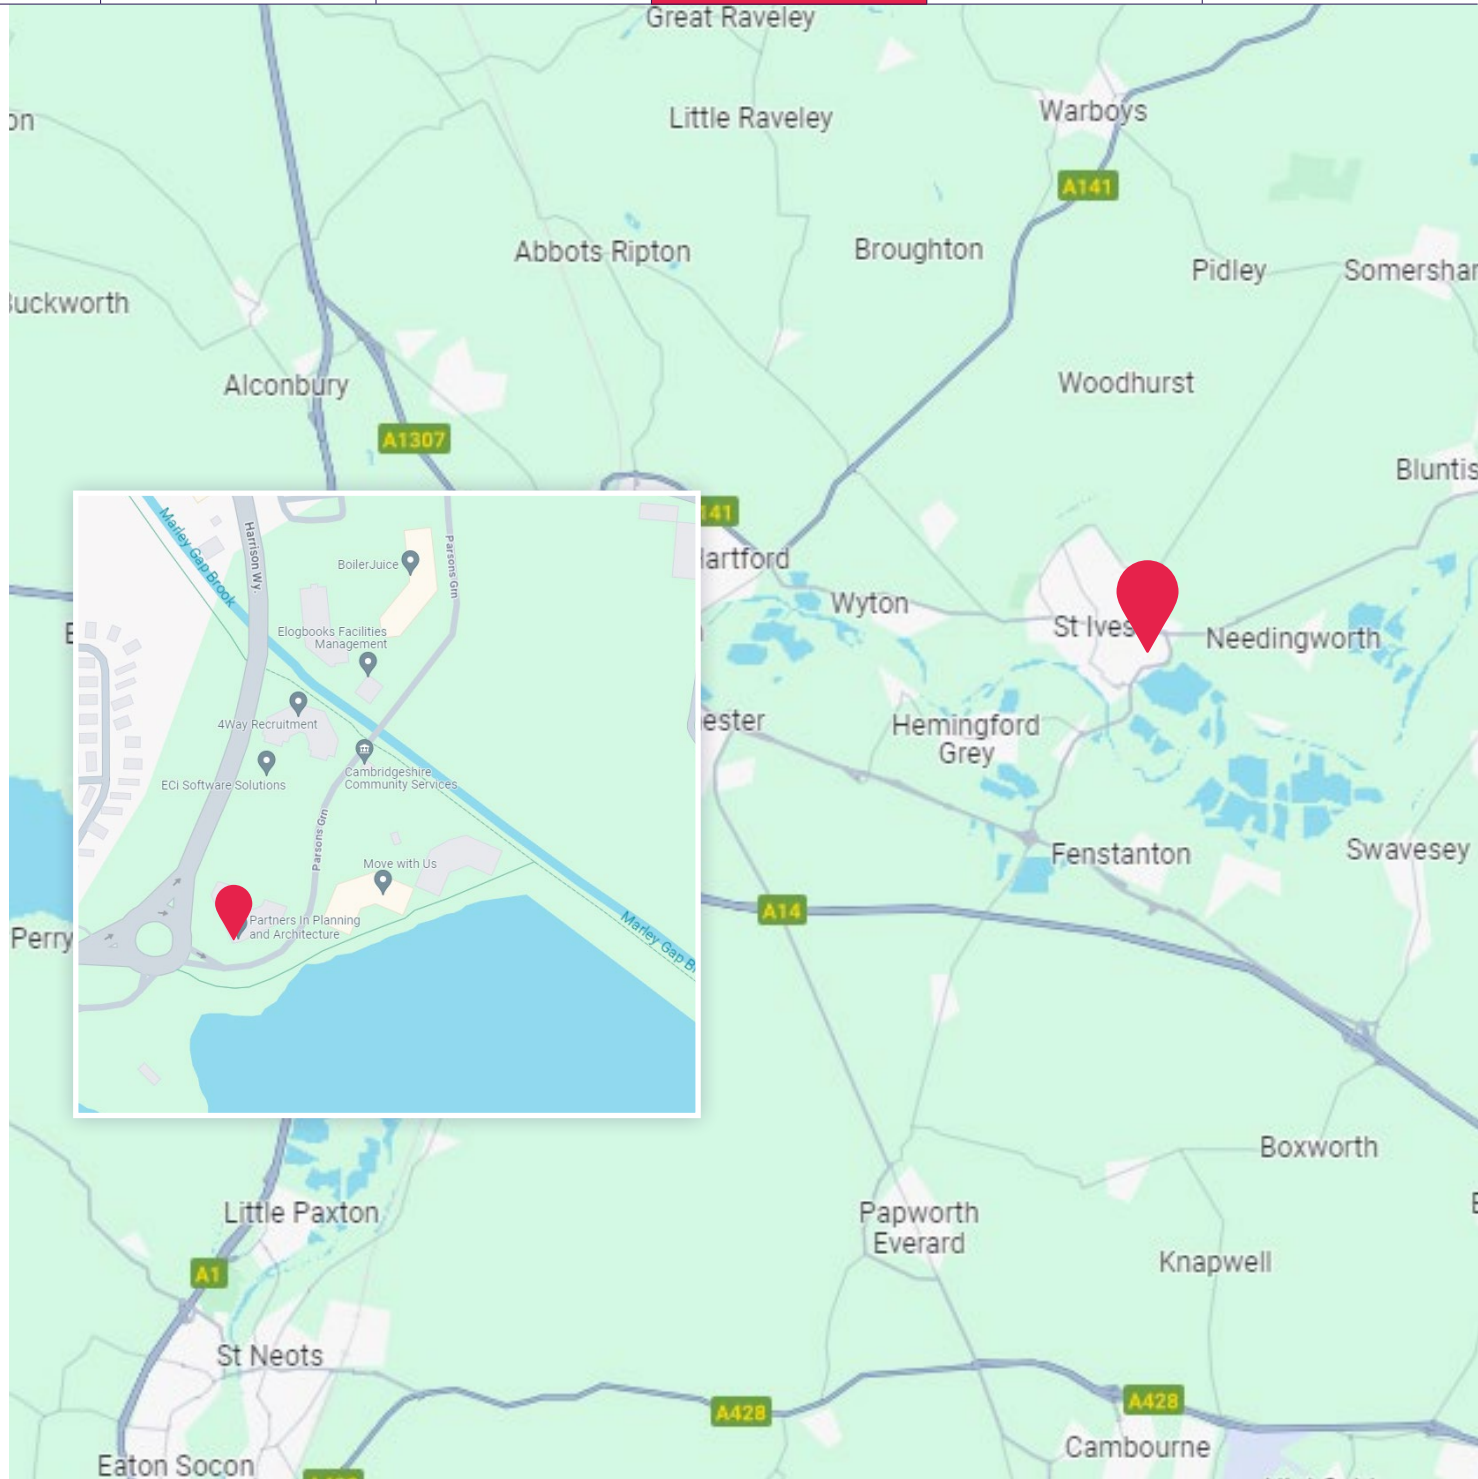 Great Raveley
Little Raveley
Warboys
A141
Abbots Ripton
Broughton
Pidley
Alconbury
Woodhurst
A1307
Wyton
St Ives
Needingworth
Hemingford
Grey
Fenstanton
Swavesey
A14
Perry
Boxworth
Little Paxton
Papworth
Everard
Knapwell
A1
St Neots
A428
A428
Cambourne
Eaton Socon
Marley Gap Brook
Harrison Wy.
BoilerJuice
Parsons Grn
Elogbooks Facilities
Management
4Way Recruitment
ECi Software Solutions
Cambridgeshire
Community Services
Parsons Grn
Move with Us
Partners In Planning
and Architecture
Marley Gap B